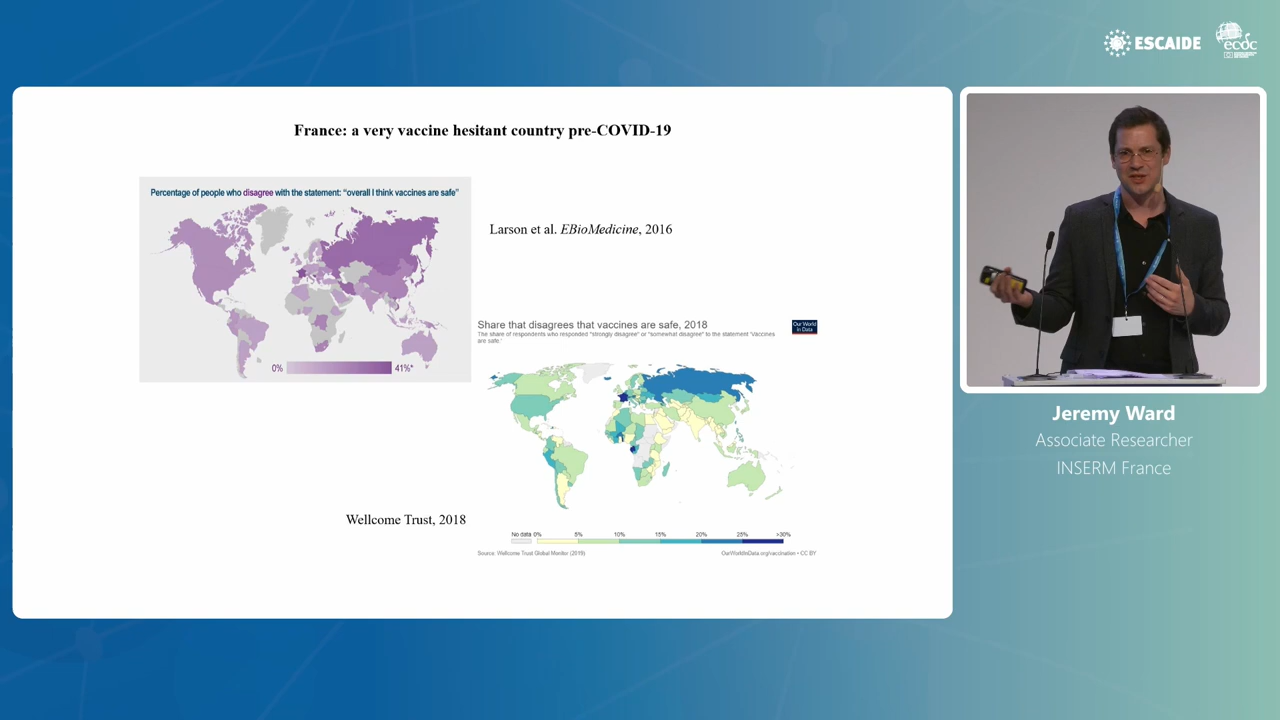 ESCAIDE
ecdc
France: a very vaccine hesitant country pre-COVID-19
Percentage of people who disagree with the statement: "overall I think vaccines are safe"
0%
41%*
Larson et al. EBioMedicine, 2016
Share that disagrees that vaccines are safe, 2018
The share of respondents who responded "strongly disagree" or "somewhat disagree" to the statement 'Vaccines
are safe.'
Our World
in Data
Wellcome Trust, 2018
No data 0% 5% 10% 15% 20% 25% >30%
Source: Wellcome Trust Global Monitor (2019)
OurWorldInData.org/vaccination • CC BY
Jeremy Ward
Associate Researcher
INSERM France